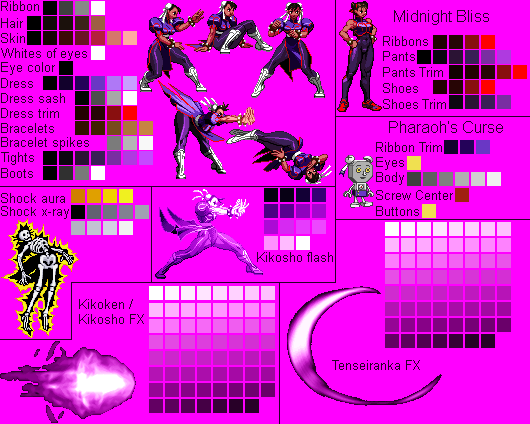 Ribbon
Hair
Skin
Whites of eyes
Eye color
Dress
Dress sash
Dress trim
Bracelets
Bracelet spikes
Tights
Boots
Midnight Bliss
Ribbons
Pants
Pants Trim
Shoes
Shoes Trim
Pharaoh's Curse
Ribbon Trim
Eyes
Body
Screw Center
Buttons
Shock aura
Shock x-ray
Kikosho flash
Kikoken /
Kikosho FX
Tenseiranka FX